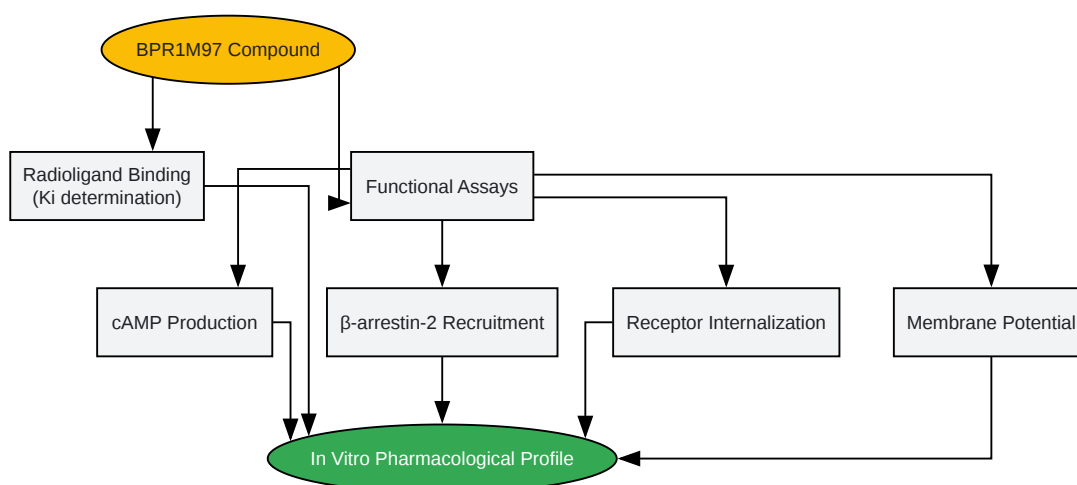 BPR1M97 Compound
Radioligand Binding
(Ki determination)
Functional Assays
cAMP Production
β-arrestin-2 Recruitment
Receptor Internalization
Membrane Potential
In Vitro Pharmacological Profile